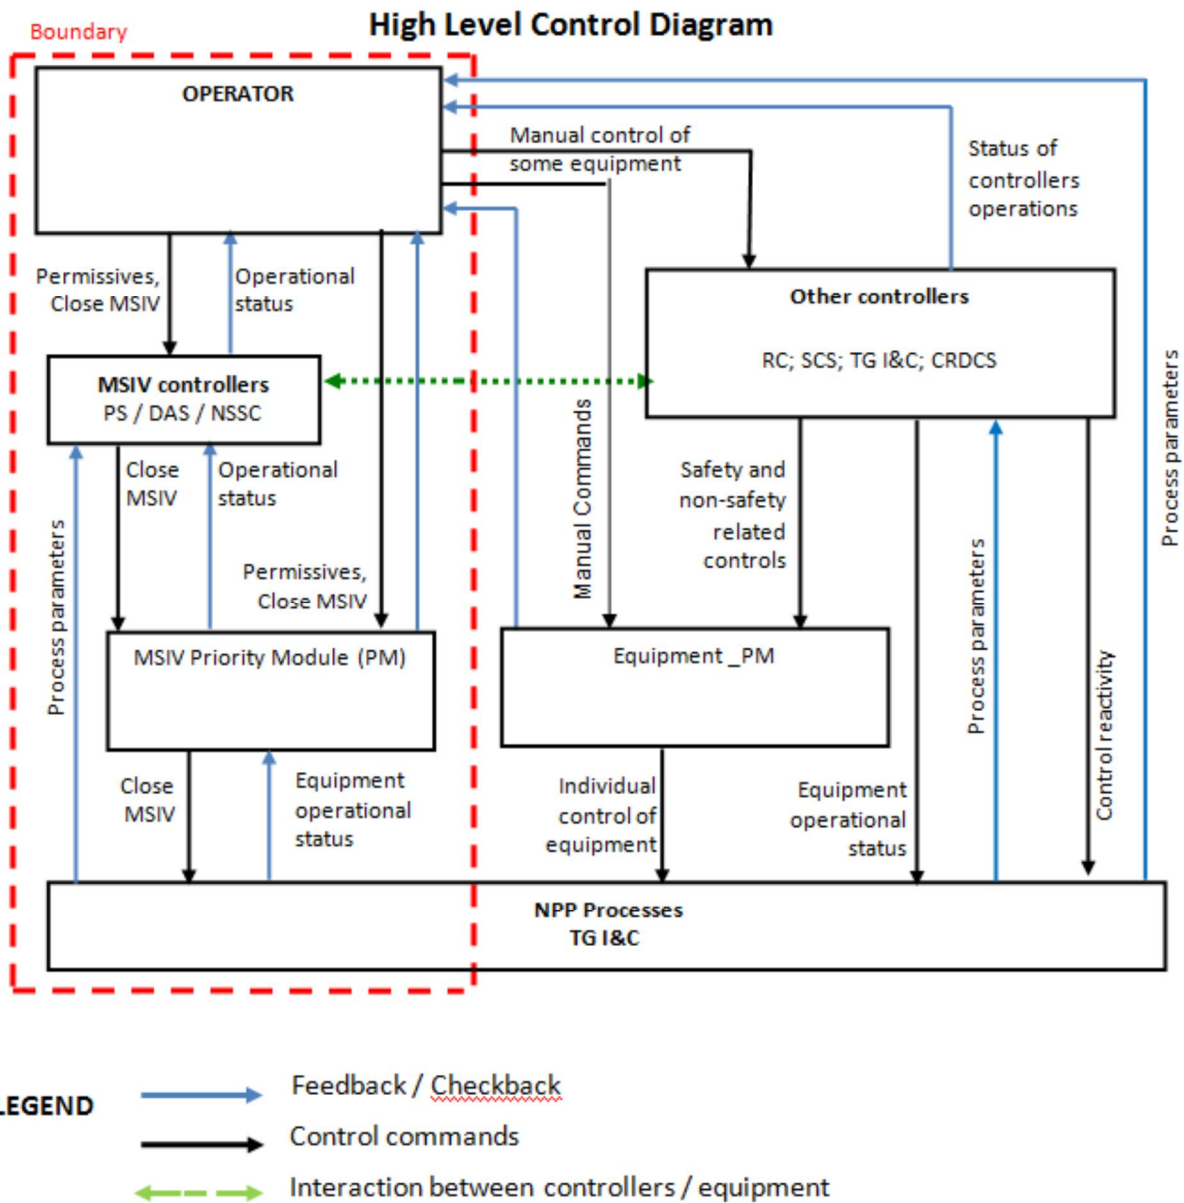 High Level Control Diagram
Boundary
OPERATOR
Manual control of
some equipment
Status of
controllers
operations
Permissives,
Close MSIV
Operational
status
Other controllers
RC; SCS; TG I&C; CRDCS
MSIV controllers
PS / DAS / NSSC
Process parameters
Close
MSIV
Operational
status
Manual Commands
Safety and
non-safety
related
controls
Permissives,
Close MSIV
Process parameters
Process parameters
Control reactivity
MSIV Priority Module (PM)
Equipment _PM
Close
MSIV
Equipment
operational
status
Individual
control of
equipment
Equipment
operational
status
NPP Processes
TG I&C
LEGEND
Feedback / Checkback
Control commands
Interaction between controllers / equipment